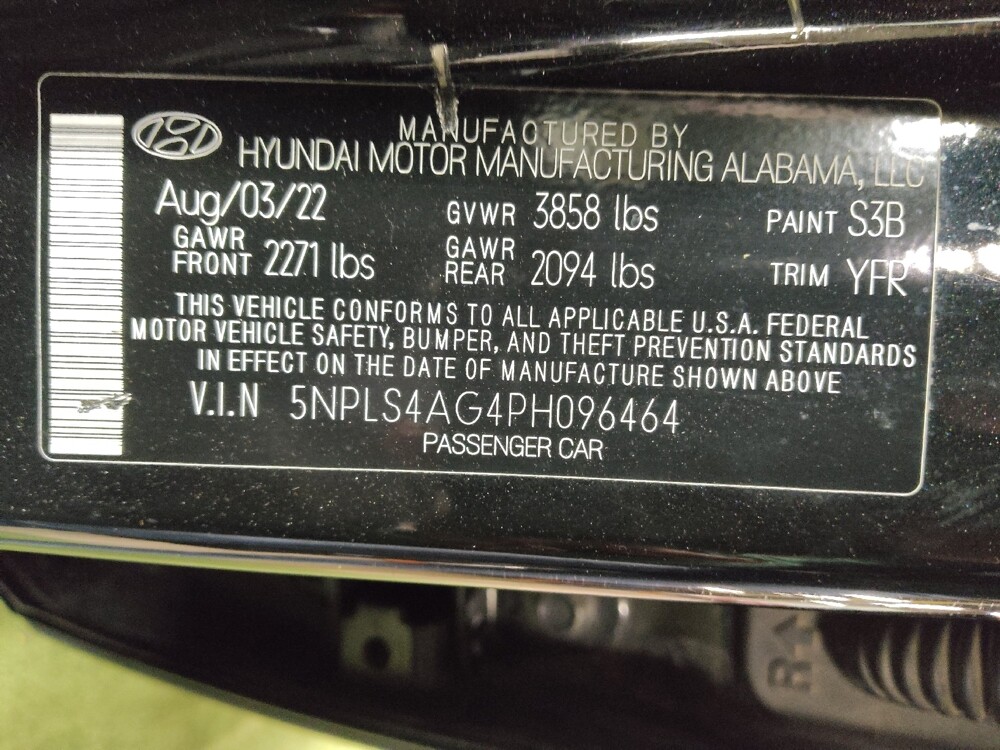 MANUFACTURED BY
HYUNDAI MOTOR MANUFACTURING ALABAMA, LLC
Aug/03/22 GVWR 3858 lbs PAINT S3B
GAWR FRONT 2271 lbs GAWR REAR 2094 lbs TRIM YFR
THIS VEHICLE CONFORMS TO ALL APPLICABLE U.S.A. FEDERAL
MOTOR VEHICLE SAFETY, BUMPER, AND THEFT PREVENTION STANDARDS
IN EFFECT ON THE DATE OF MANUFACTURE SHOWN ABOVE
V.I.N 5NPLS4AG4PH096464
PASSENGER CAR
R